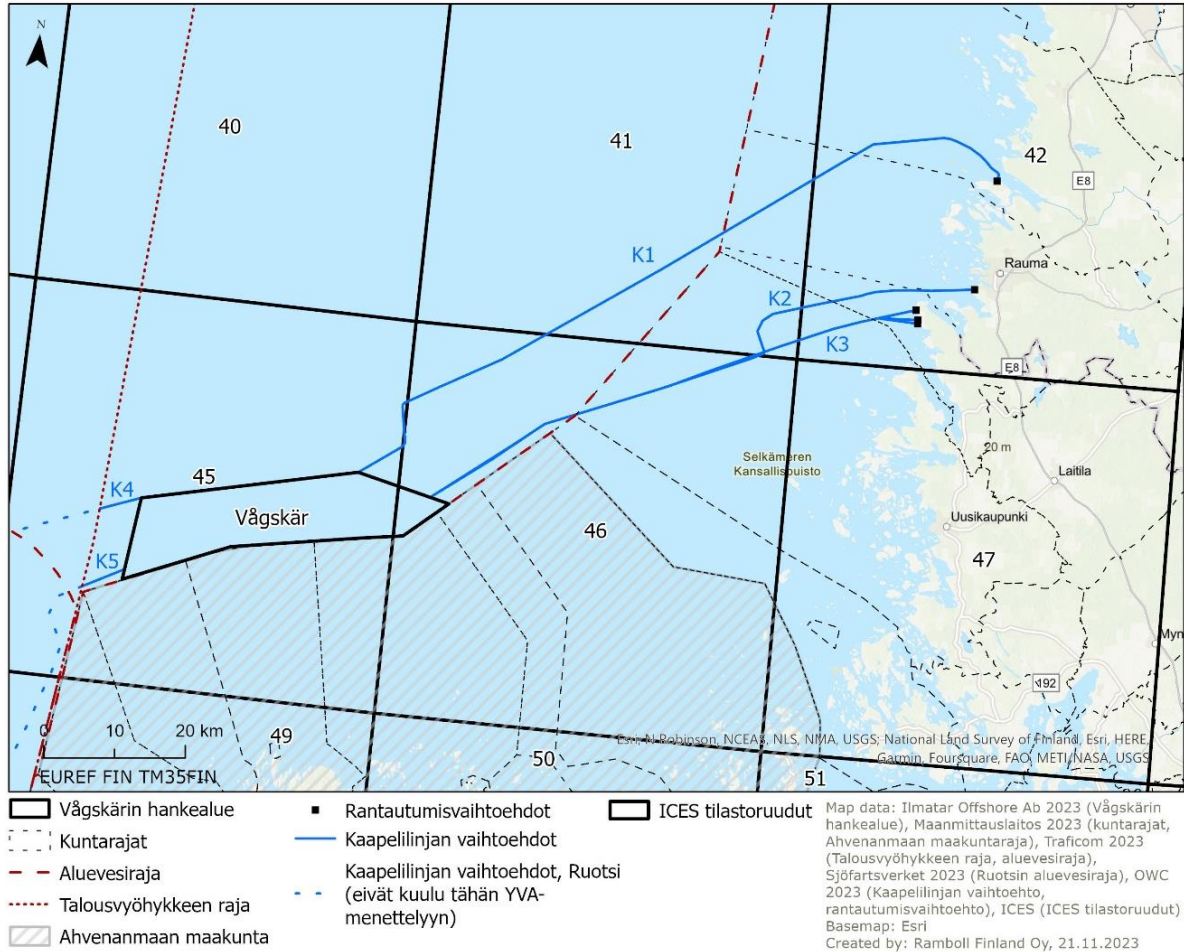 N
40
41
42
E8
K1
Rauma
K2
K3
E8
20 m
Selkämeren
Kansallispuisto
Laitila
45
K4
Vågskär
Uusikaupunki
46
K5
47
Myn
192
0 10 20 km
49
50
51
Esri, N Robinson, NCEAS, NLS, NMA, USGS; National Land Survey of Finland, Esri, HERE,
Garmin, Foursquare, FAO, METI/NASA, USGS
EUREF FIN TM35FIN
Vågskärin hankealue
Kuntarajat
Aluevesiraja
Talousvyöhykkeen raja
Ahvenanmaan maakunta
Rantautumisvaihtoehdot
Kaapelilinjan vaihtoehdot
Kaapelilinjan vaihtoehdot, Ruotsi
(eivät kuulu tähän YVA-
menettelyyn)
ICES tilastoruudut
Map data: Ilmatar Offshore Ab 2023 (Vågskärin
hankealue), Maanmittauslaitos 2023 (kuntarajat,
Ahvenanmaan maakuntaraja), Traficom 2023
(Talousvyöhykkeen raja, aluevesiraja),
Sjöfartsverket 2023 (Ruotsin aluevesiraja), OWC
2023 (Kaapelilinjan vaihtoehto,
rantautumisvaihtoehto), ICES (ICES tilastoruudut)
Basemap: Esri
Created by: Ramboll Finland Oy, 21.11.2023